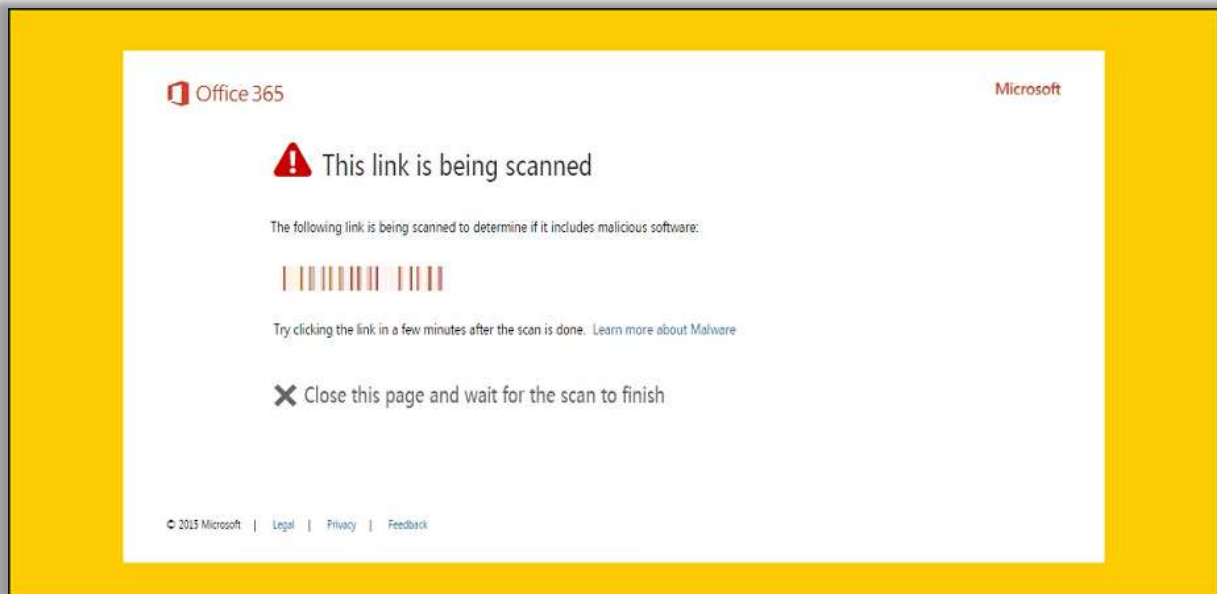 Office 365
Microsoft
This link is being scanned
The following link is being scanned to determine if it includes malicious software:
Try clicking the link in a few minutes after the scan is done. Learn more about Malware
Close this page and wait for the scan to finish
© 2015 Microsoft | Legal | Privacy | Feedback